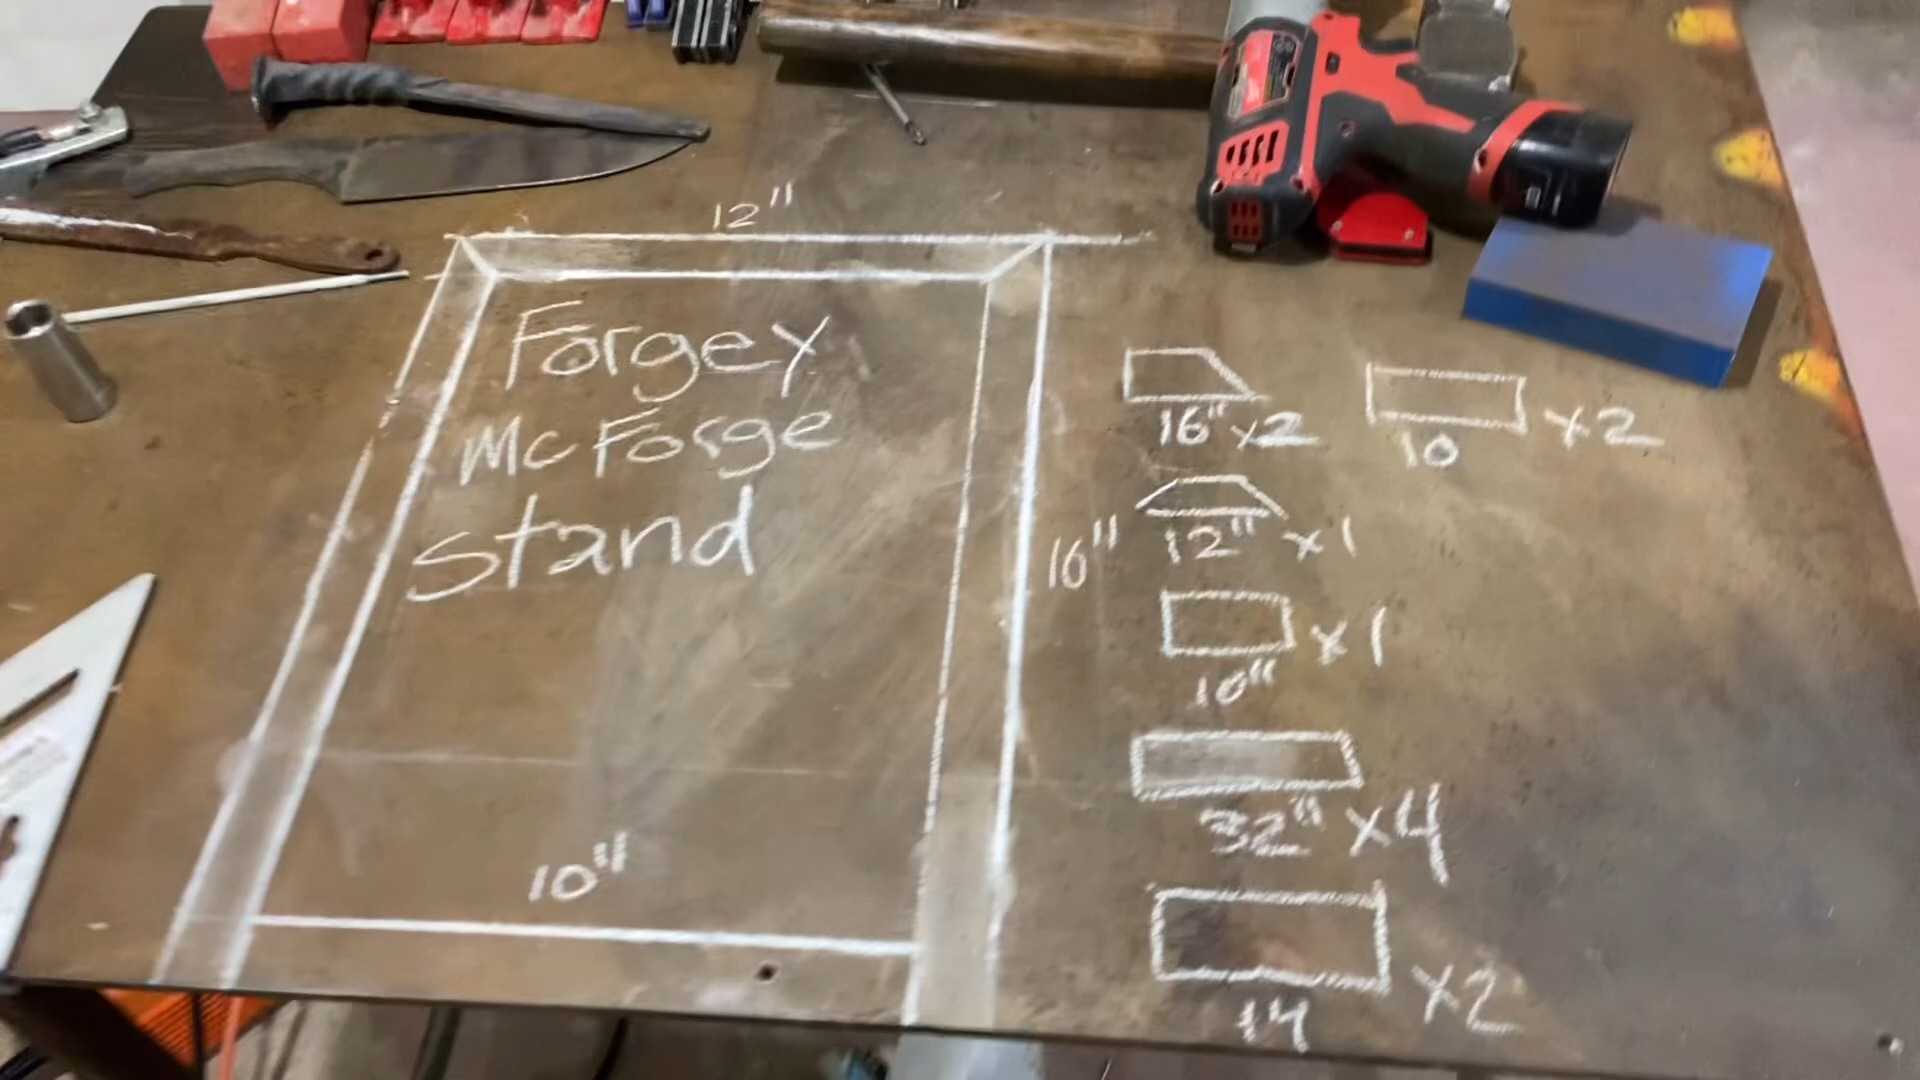 12"
Forgey
McForge
Stand
16"
10"
16" x2
10 x2
12" x1
10" x1
32" x4
14 x2